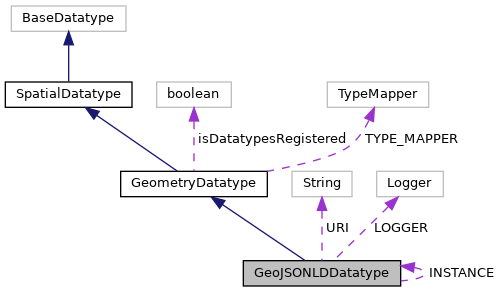 BaseDatatype
SpatialDatatype
boolean
TypeMapper
isDatatypesRegistered
TYPE_MAPPER
GeometryDatatype
String
Logger
URI
LOGGER
GeoJSONLDDatatype
INSTANCE